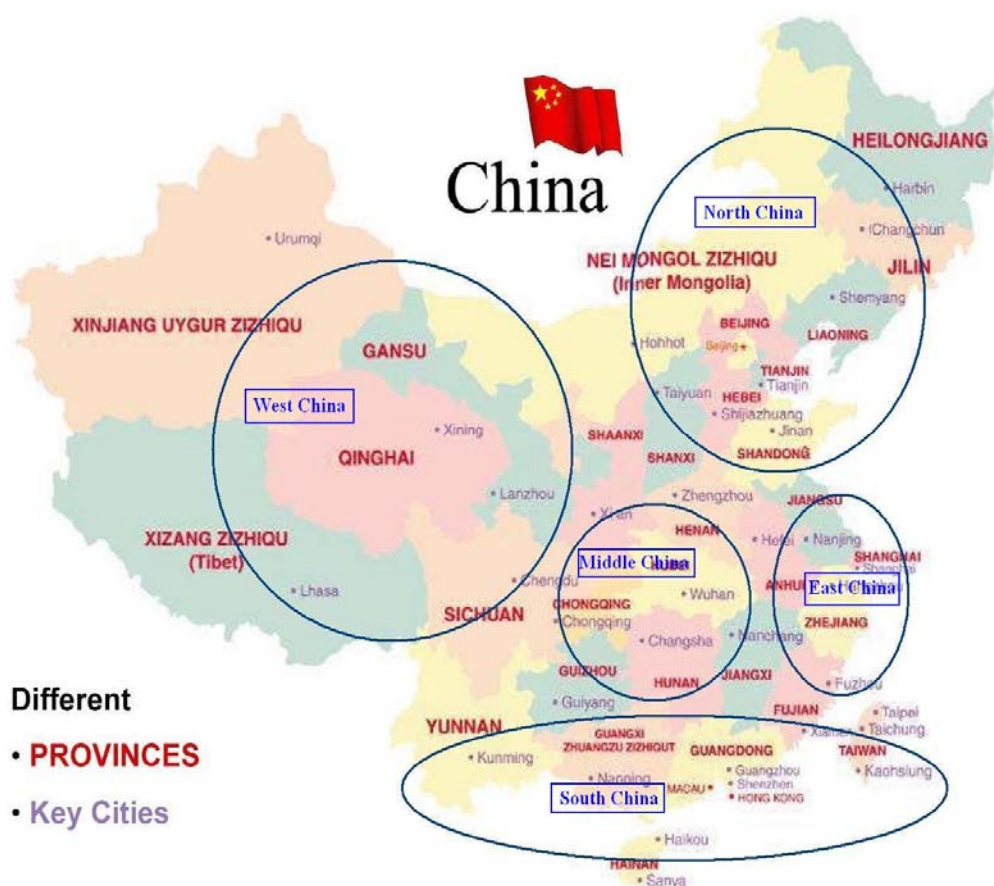 China
HEILONGJIANG
Harbin
North China
Changchun
Urumqi
NEI MONGOL ZIZHIQU
(Inner Mongolia)
JILIN
Shenyang
XINJIANG UYGUR ZIZHIQU
BEIJING
LIAONING
GANSU
Hohhot
Beijing
TIANJIN
Tianjin
Taiyuan
HEBEI
West China
Shijiazhuang
Xining
Jinan
SHAANXI
QINGHAI
SHANXI
SHANDONG
Lanzhou
Zhengzhou
JIANGSU
Xi'an
XIZANG ZIZHIQU
(Tibet)
HENAN
Hefei
Nanjing
SHANGHAI
Shanghai
Middle China
Chengdu
ANHUI
East China
Lhasa
Wuhan
SICHUAN
CHONGQING
Chongqing
ZHEJIANG
Changsha
Nanchang
GUIZHOU
HUNAN
JIANGXI
Fuzhou
Different
Guiyang
FUJIAN
Taipei
YUNNAN
GUANGXI
ZHUANGZU ZIZHIQUT
Xiamen
Taichung
• PROVINCES
Kunming
GUANGDONG
TAIWAN
Guangzhou
Kaohsiung
Nanning
Shenzhen
MACAU
HONG KONG
South China
• Key Cities
Haikou
HAINAN
Sanya